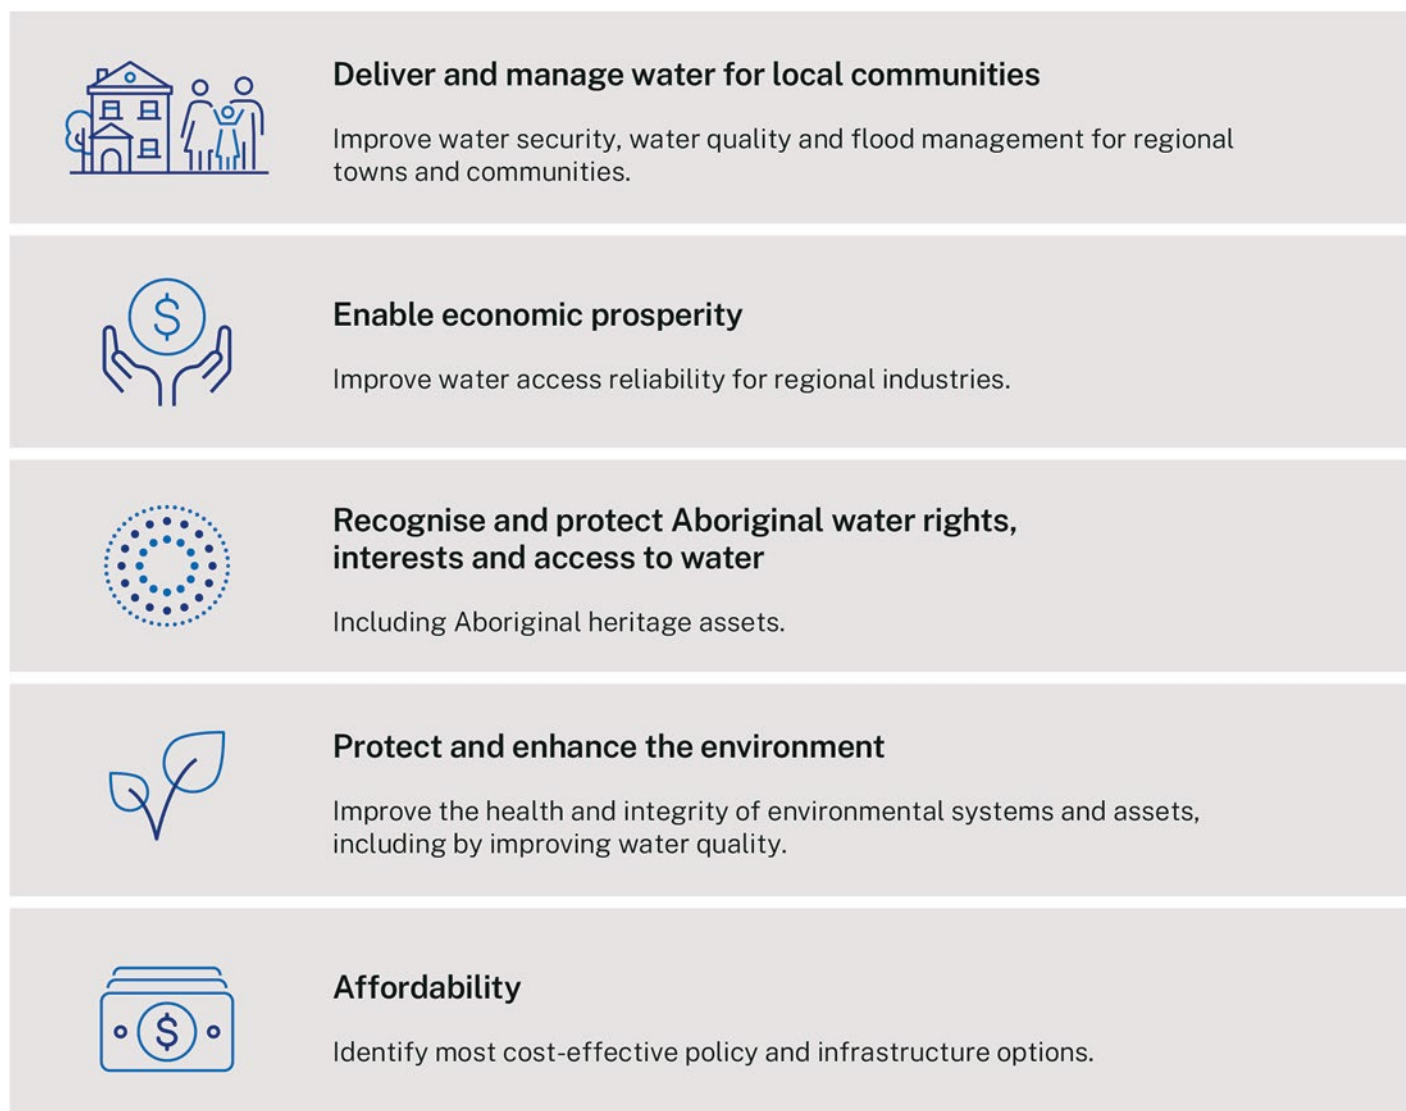 Deliver and manage water for local communities
Improve water security, water quality and flood management for regional
towns and communities.
$
Enable economic prosperity
Improve water access reliability for regional industries.
Recognise and protect Aboriginal water rights,
interests and access to water
Including Aboriginal heritage assets.
Protect and enhance the environment
Improve the health and integrity of environmental systems and assets,
including by improving water quality.
$
Affordability
Identify most cost-effective policy and infrastructure options.